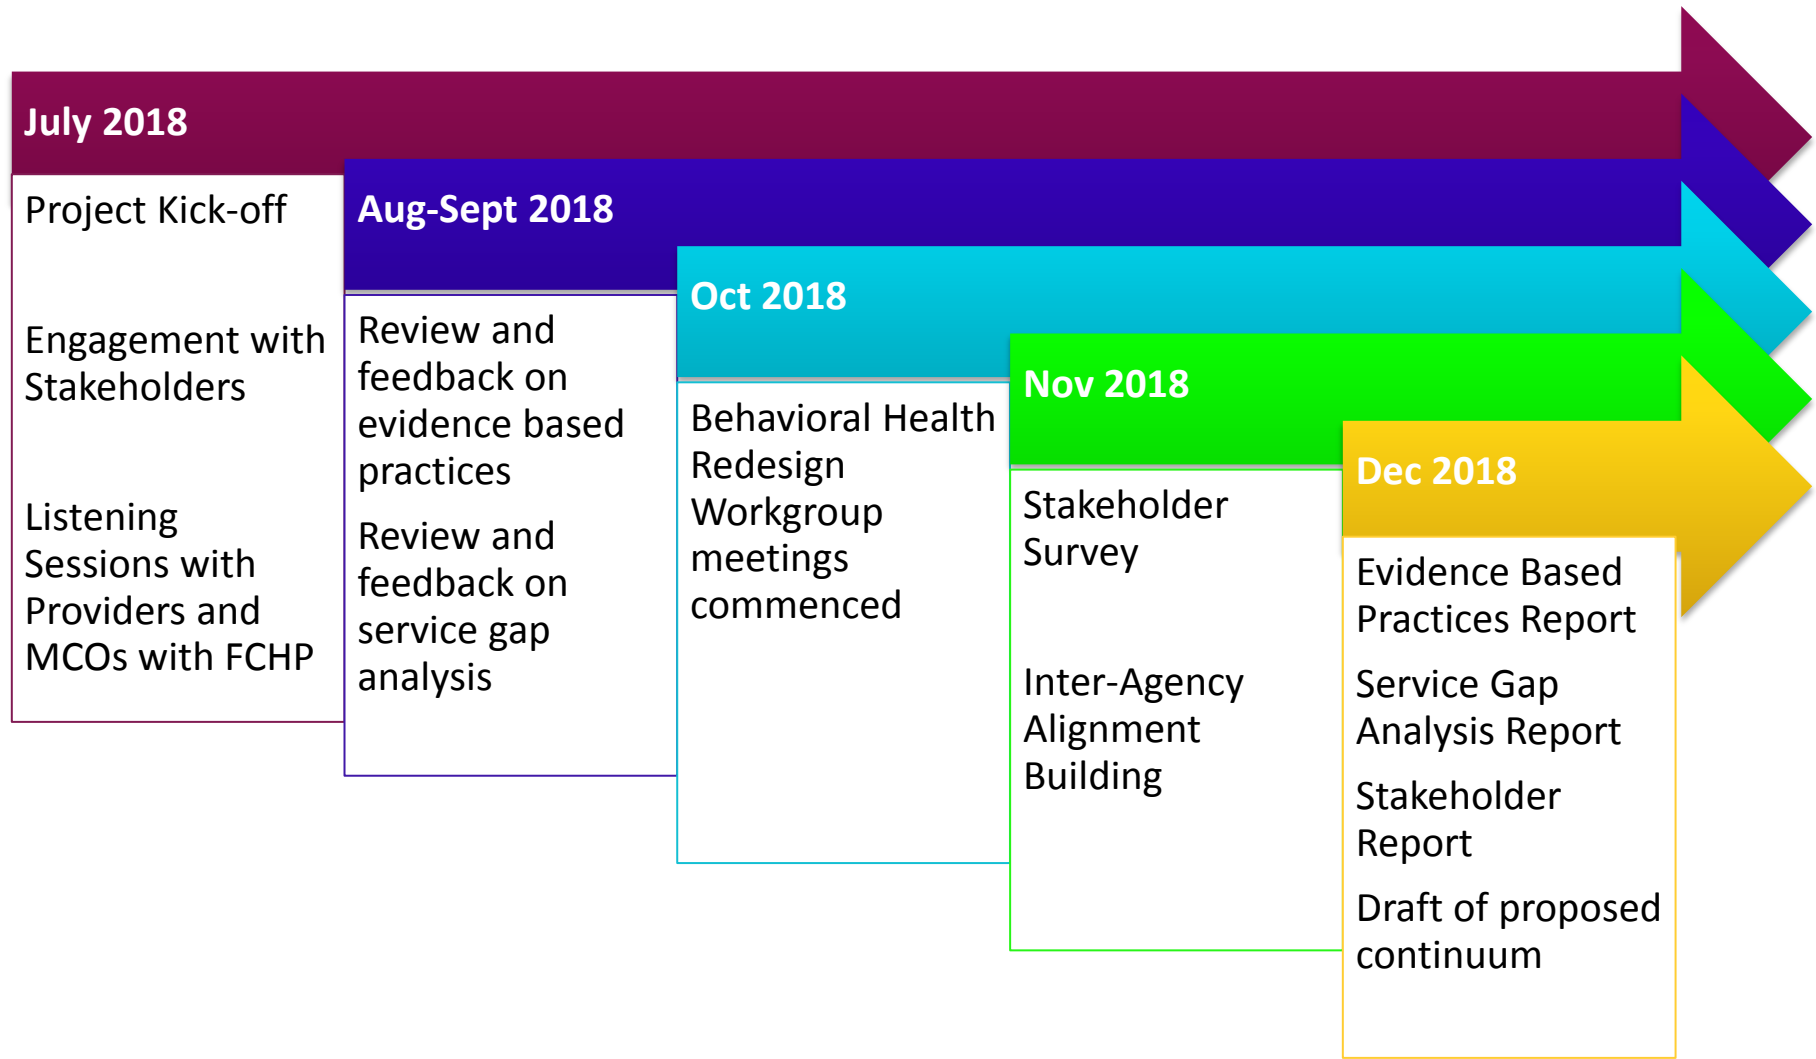 July 2018
Project Kick-off
Engagement with
Stakeholders
Listening
Sessions with
Providers and
MCOs with FCHP
Aug-Sept 2018
Review and
feedback on
evidence based
practices
Review and
feedback on
service gap
analysis
Oct 2018
Behavioral Health
Redesign
Workgroup
meetings
commenced
Nov 2018
Stakeholder
Survey
Inter-Agency
Alignment
Building
Dec 2018
Evidence Based
Practices Report
Service Gap
Analysis Report
Stakeholder
Report
Draft of proposed
continuum